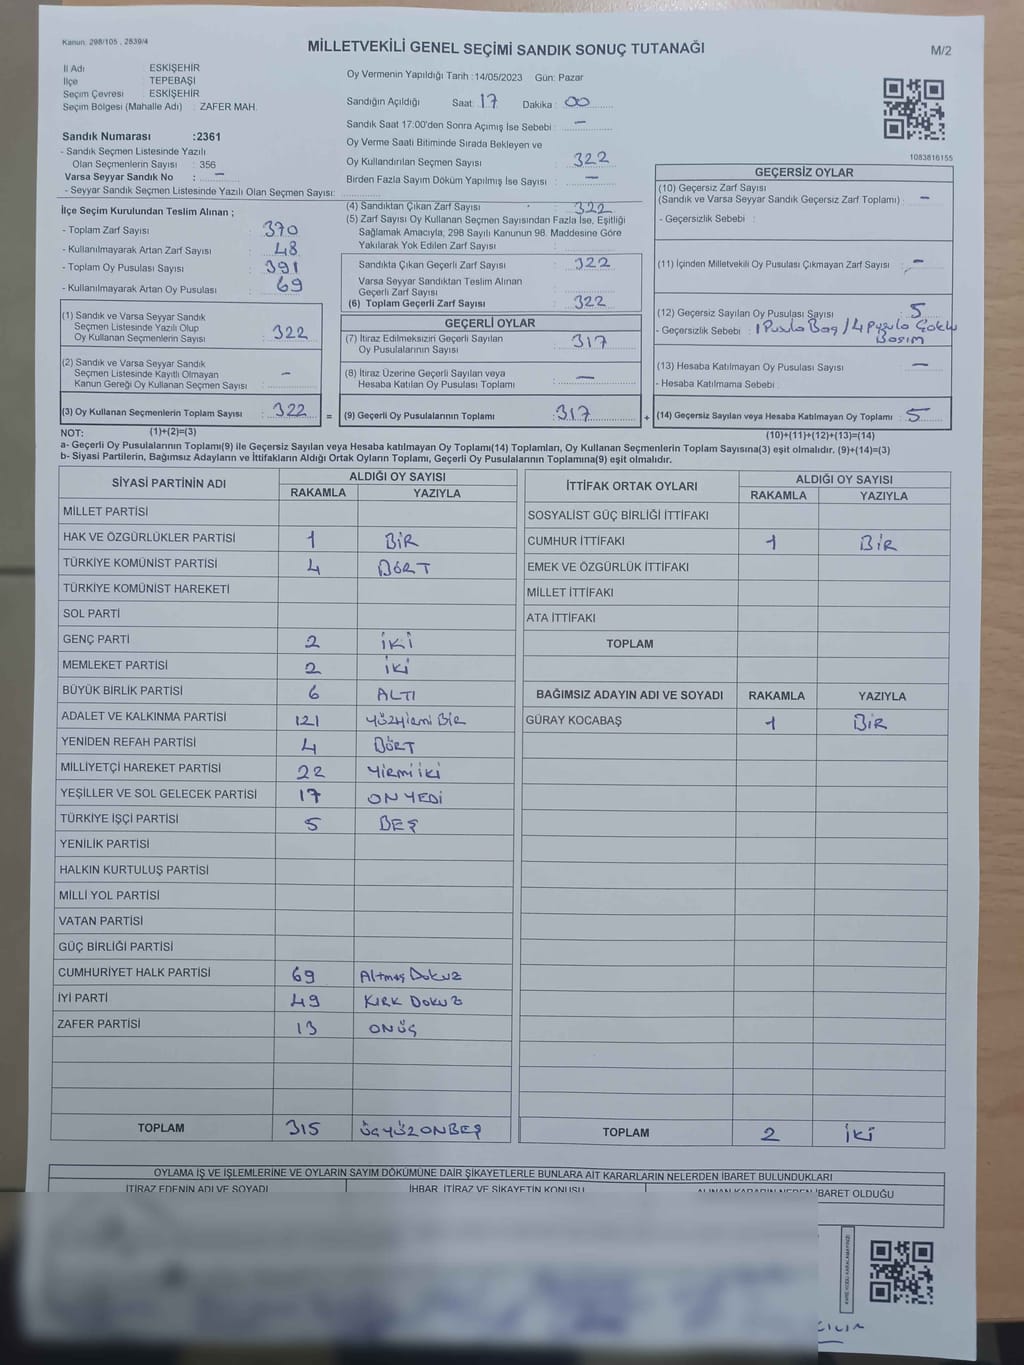 Kanun: 298/105 , 2839/4
MİLLETVEKİLİ GENEL SEÇİMİ SANDIK SONUÇ TUTANAĞI
M/2
İl Adı ESKİŞEHİR
İlçe TEPEBAŞI
Seçim Çevresi ESKİŞEHİR
Seçim Bölgesi (Mahalle Adı) : ZAFER MAH.
Oy Vermenin Yapıldığı Tarih : 14/05/2023 Gün: Pazar
Sandığın Açıldığı Saat: 17 Dakika : 00
Sandık Saat 17:00'den Sonra Açımış İse Sebebi : -
Oy Verme Saati Bitiminde Sırada Bekleyen ve
Oy Kullandırılan Seçmen Sayısı 322
Birden Fazla Sayım Döküm Yapılmış İse Sayısı : -
1083816155
Sandık Numarası :2361
- Sandık Seçmen Listesinde Yazılı
Olan Seçmenlerin Sayısı : 356
Varsa Seyyar Sandık No : -
- Seyyar Sandık Seçmen Listesinde Yazılı Olan Seçmen Sayısı:
İlçe Seçim Kurulundan Teslim Alınan ;
- Toplam Zarf Sayısı : 370
- Kullanılmayarak Artan Zarf Sayısı : 48
- Toplam Oy Pusulası Sayısı : 391
- Kullanılmayarak Artan Oy Pusulası : 69
(1) Sandık ve Varsa Seyyar Sandık
Seçmen Listesinde Yazılı Olup
Oy Kullanan Seçmenlerin Sayısı : 322
(2) Sandık ve Varsa Seyyar Sandık
Seçmen Listesinde Kayıtlı Olmayan
Kanun Gereği Oy Kullanan Seçmen Sayısı : -
(3) Oy Kullanan Seçmenlerin Toplam Sayısı : 322 =
(4) Sandıktan Çıkan Zarf Sayısı : 322
(5) Zarf Sayısı Oy Kullanan Seçmen Sayısından Fazla İse, Eşitliği
Sağlamak Amacıyla, 298 Sayılı Kanunun 98. Maddesine Göre
Yakılarak Yok Edilen Zarf Sayısı
Sandıkta Çıkan Geçerli Zarf Sayısı : 322
Varsa Seyyar Sandıktan Teslim Alınan
Geçerli Zarf Sayısı
(6) Toplam Geçerli Zarf Sayısı : 322
GEÇERLİ OYLAR
(7) İtiraz Edilmeksizin Geçerli Sayılan
Oy Pusulalarının Sayısı : 317
(8) İtiraz Üzerine Geçerli Sayılan veya
Hesaba Katılan Oy Pusulası Toplamı : -
(9) Geçerli Oy Pusulalarının Toplamı : 317 +
GEÇERSİZ OYLAR
(10) Geçersiz Zarf Sayısı
(Sandık ve Varsa Seyyar Sandık Geçersiz Zarf Toplamı) : -
- Geçersizlik Sebebi :
(11) İçinden Milletvekili Oy Pusulası Çıkmayan Zarf Sayısı : -
(12) Geçersiz Sayılan Oy Pusulası Sayısı 5
- Geçersizlik Sebebi : 1 Pusla Boş / 4 Pusula Çoklu
Basım
(13) Hesaba Katılmayan Oy Pusulası Sayısı : -
- Hesaba Katılmama Sebebi
(14) Geçersiz Sayılan veya Hesaba Katılmayan Oy Toplamı : 5
NOT: (1)+(2)=(3)
(10)+(11)+(12)+(13)=(14)
a- Geçerli Oy Pusulalarının Toplamı(9) ile Geçersiz Sayılan veya Hesaba katılmayan Oy Toplamı(14) Toplamları, Oy Kullanan Seçmenlerin Toplam Sayısına(3) eşit olmalıdır. (9)+(14)=(3)
b- Siyasi Partilerin, Bağımsız Adayların ve İttifakların Aldığı Ortak Oyların Toplamı, Geçerli Oy Pusulalarının Toplamına(9) eşit olmalıdır.
SİYASİ PARTİNİN ADI ALDIĞI OY SAYISI
RAKAMLA YAZIYLA
MİLLET PARTİSİ
HAK VE ÖZGÜRLÜKLER PARTİSİ 1 BİR
TÜRKİYE KOMÜNİST PARTİSİ 4 DÖRT
TÜRKİYE KOMÜNİST HAREKETİ
SOL PARTİ
GENÇ PARTİ 2 İKİ
MEMLEKET PARTİSİ 2 İKİ
BÜYÜK BİRLİK PARTİSİ 6 ALTI
ADALET VE KALKINMA PARTİSİ 121 YÜZYİRMİ BİR
YENİDEN REFAH PARTİSİ 4 DÖRT
MİLLİYETÇİ HAREKET PARTİSİ 22 YİRMİ İKİ
YEŞİLLER VE SOL GELECEK PARTİSİ 17 ON YEDİ
TÜRKİYE İŞÇİ PARTİSİ 5 BEŞ
YENİLİK PARTİSİ
HALKIN KURTULUŞ PARTİSİ
MİLLİ YOL PARTİSİ
VATAN PARTİSİ
GÜÇ BİRLİĞİ PARTİSİ
CUMHURİYET HALK PARTİSİ 69 Altmış Dokuz
İYİ PARTİ 49 KIRK DOKUZ
ZAFER PARTİSİ 13 ONÜÇ
TOPLAM 315 ÜÇYÜZONBEŞ
İTTİFAK ORTAK OYLARI ALDIĞI OY SAYISI
RAKAMLA YAZIYLA
SOSYALİST GÜÇ BİRLİĞİ İTTİFAKI
CUMHUR İTTİFAKI 1 BİR
EMEK VE ÖZGÜRLÜK İTTİFAKI
MİLLET İTTİFAKI
ATA İTTİFAKI
TOPLAM
BAĞIMSIZ ADAYIN ADI VE SOYADI RAKAMLA YAZIYLA
GÜRAY KOCABAŞ 1 BİR
TOPLAM 2 İKİ
OYLAMA İŞ VE İŞLEMLERİNE VE OYLARIN SAYIM DÖKÜMÜNE DAİR ŞİKAYETLERLE BUNLARA AİT KARARLARIN NELERDEN İBARET BULUNDUKLARI
İTİRAZ EDENİN ADI VE SOYADI İHBAR, İTİRAZ VE ŞİKAYETİN KONUSU ALINAN KARARIN NEDEN İBARET OLDUĞU
KARE KODU KARALAMAYINIZ!